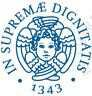 IN SUPREMÆ DIGNITATIS
· 1343 ·